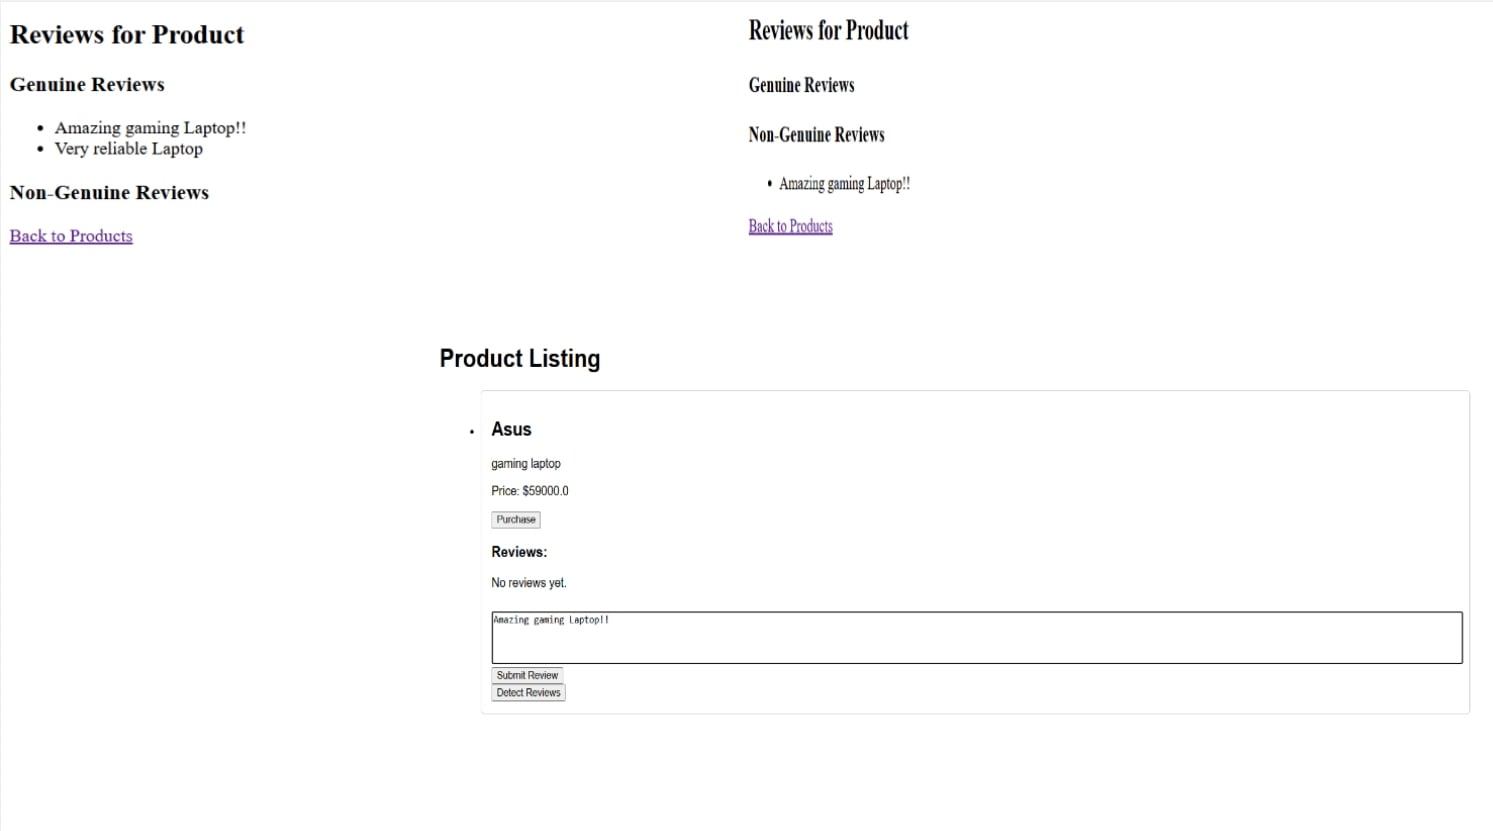 Reviews for Product
Genuine Reviews
Amazing gaming Laptop!!
Very reliable Laptop
Non-Genuine Reviews
Back to Products
Reviews for Product
Genuine Reviews
Non-Genuine Reviews
Amazing gaming Laptop!!
Back to Products
Product Listing
Asus
gaming laptop
Price: $59000.0
Purchase
Reviews:
No reviews yet.
Amazing gaming Laptop!!
Submit Review
Detect Reviews